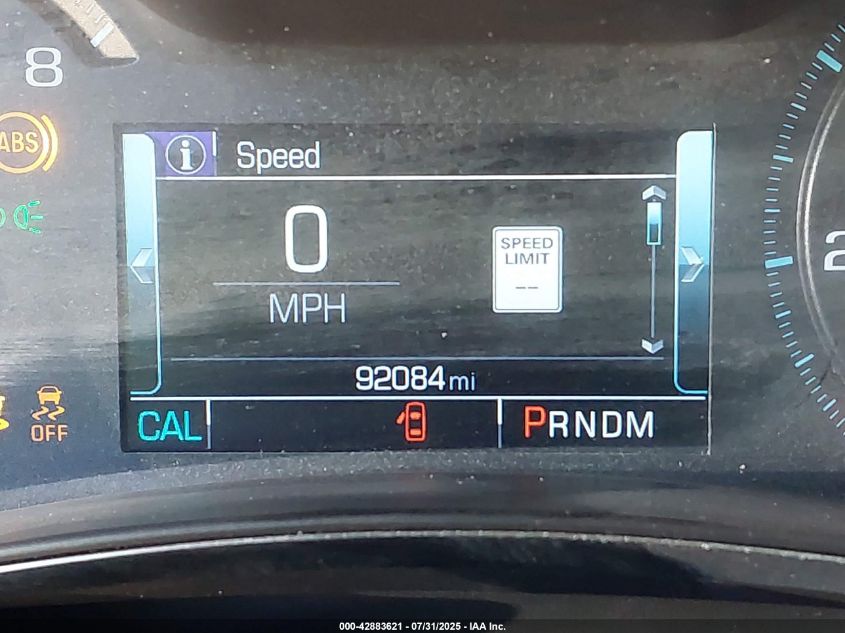 8
ABS
Speed
0
MPH
SPEED
LIMIT
--
2
92084 mi
OFF
CAL
PRNDM
000-42883621 - 07/31/2025 - IAA Inc.